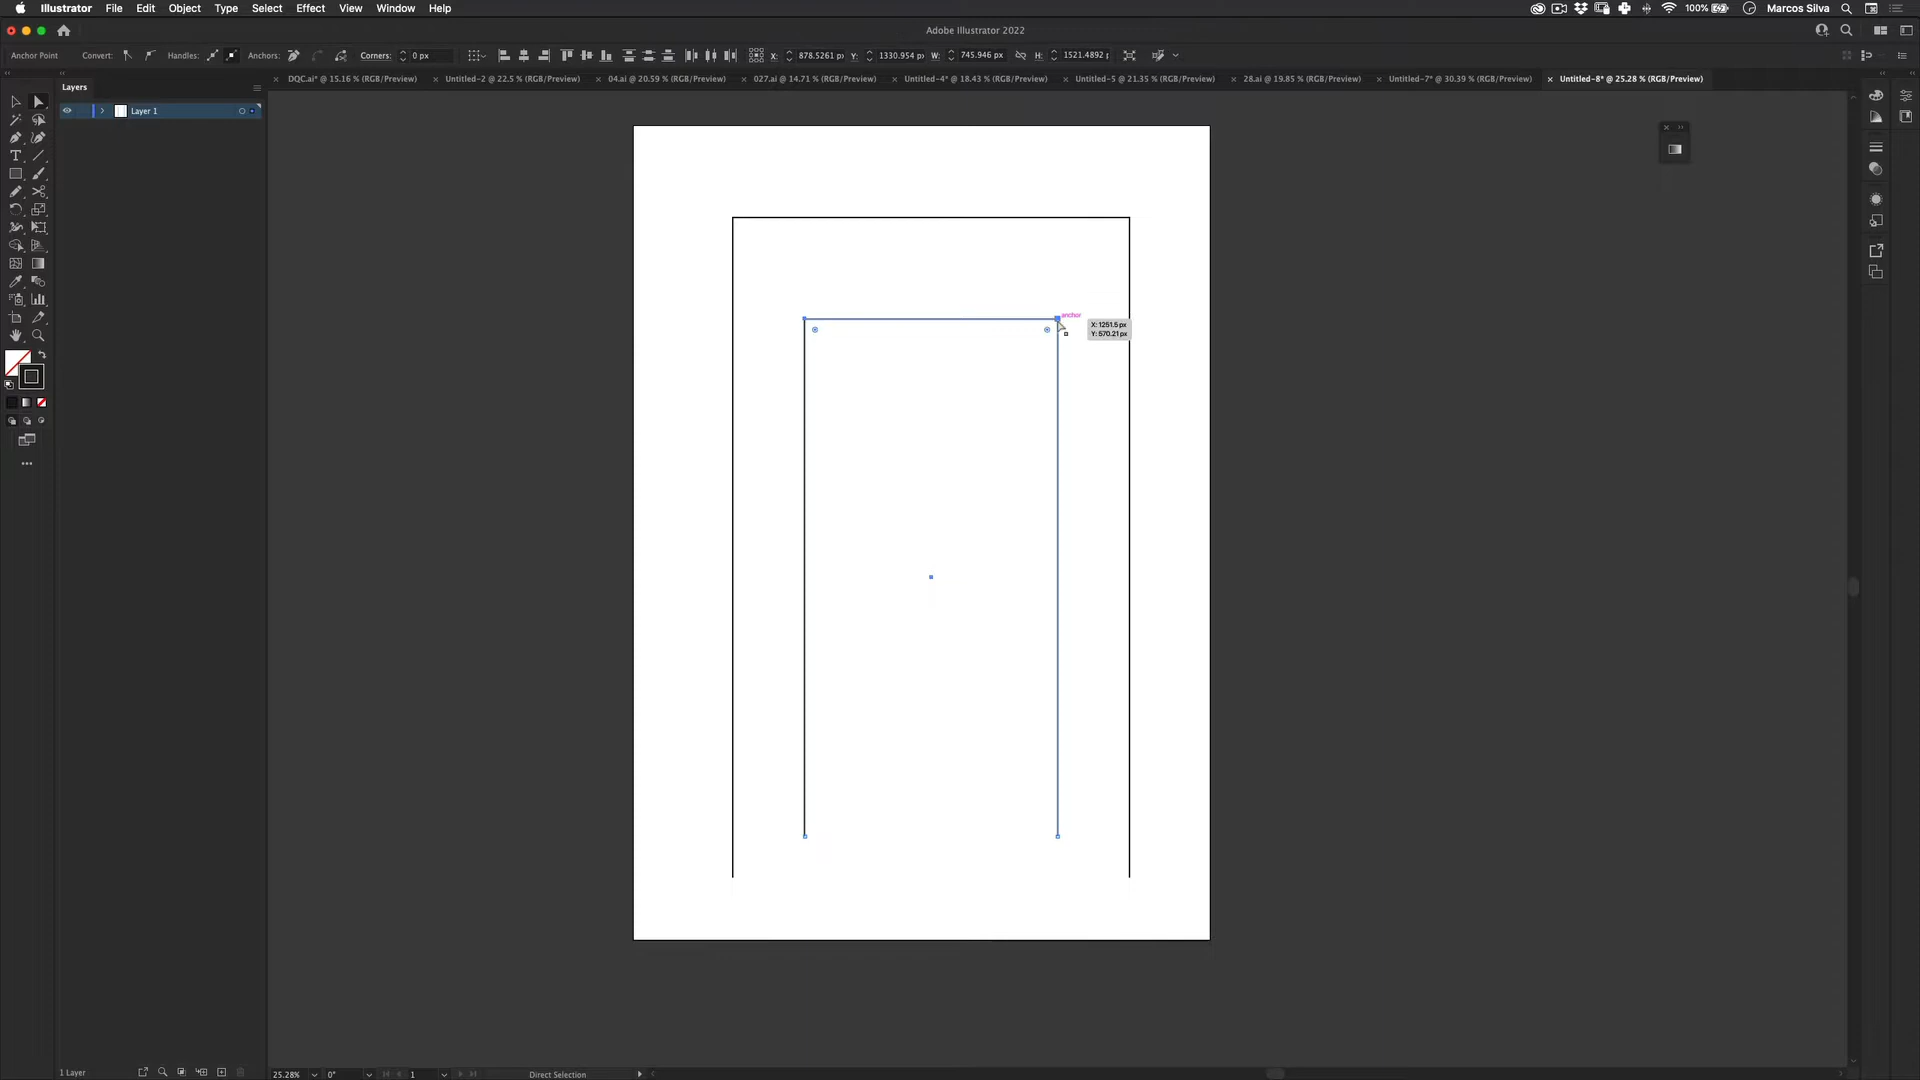 Illustrator File Edit Object Type Select Effect View Window Help 100% Marcos Silva
Adobe Illustrator 2022
Anchor Point Convert: Handles: Anchors: Corners: 0 px X: 878.5261 px Y: 1330.954 px W: 745.946 px H: 1521.4892
DQC.ai* @ 15.16 % (RGB/Preview) Untitled-2 @ 22.5 % (RGB/Preview) 04.ai @ 20.59 % (RGB/Preview) 027.ai @ 14.71 % (RGB/Preview) Untitled-4* @ 18.43 % (RGB/Preview) Untitled-5 @ 21.35 % (RGB/Preview) 28.ai @ 19.85 % (RGB/Preview) Untitled-7* @ 30.39 % (RGB/Preview) Untitled-8* @ 25.28 % (RGB/Preview)
Layers
Layer 1
anchor
X: 1251.5 px
Y: 570.21 px
1 Layer 25.28% 0° 1 Direct Selection